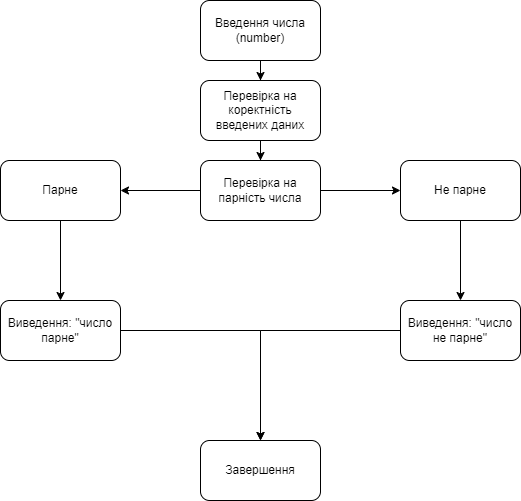 Введення числа
(number)
Перевірка на
коректність
введених даних
Парне
Перевірка на
парність числа
Не парне
Виведення: "число
парне"
Виведення: "число
не парне"
Завершення